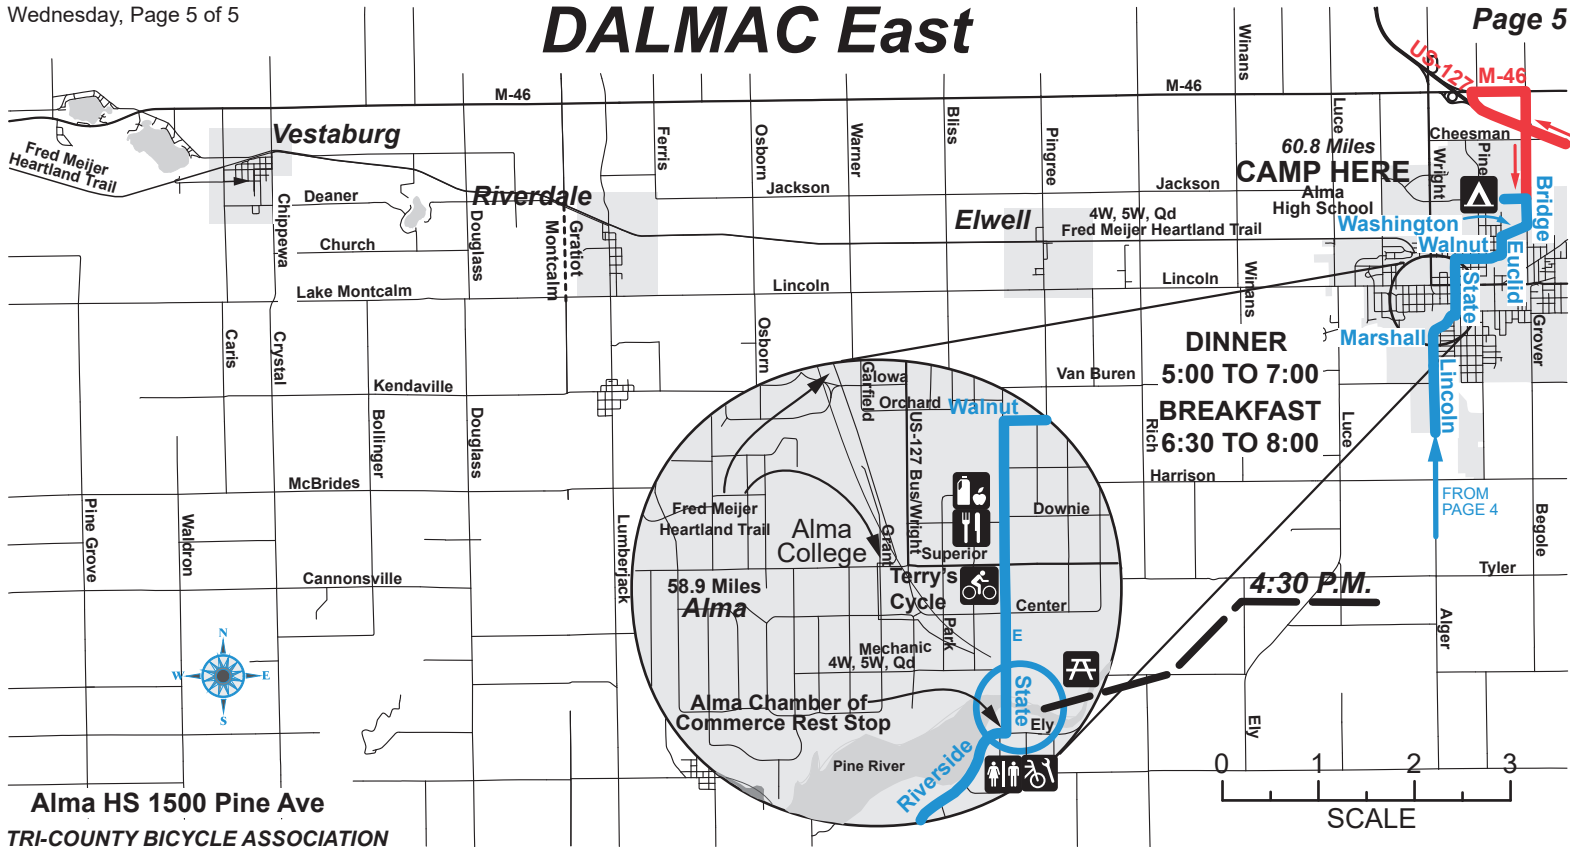 Wednesday, Page 5 of 5
DALMAC East
Page 5
US-127
M-46
M-46
M-46
Winans
Cheesman
Vestaburg
Fred Meijer
Heartland Trail
Ferris
Osborn
Warner
Bliss
Pingree
Luce
60.8 Miles
CAMP HERE
Alma
High School
Wright
Pine
Bridge
Deaner
Riverdale
Jackson
Jackson
Chippewa
Church
Douglass
Montcalm
Gratiot
Elwell
4W, 5W, Qd
Fred Meijer Heartland Trail
Washington
Walnut
Euclid
State
Lake Montcalm
Lincoln
Lincoln
Winans
Caris
Crystal
Osborn
Marshall
Grover
DINNER
5:00 TO 7:00
BREAKFAST
6:30 TO 8:00
Lincoln
Kendaville
Van Buren
Bollinger
Douglass
Rich
Luce
Harrison
FROM
PAGE 4
McBrides
Pine Grove
Waldron
Lumberjack
Begole
Cannonsville
Tyler
4:30 P.M.
Alger
Ely
Garfield
Iowa
Orchard
Walnut
US-127 Bus/Wright
Fred Meijer
Heartland Trail
Alma
College
Grant
Downie
Superior
58.9 Miles
Alma
Terry's
Cycle
Center
Park
E
Mechanic
4W, 5W, Qd
Alma Chamber of
Commerce Rest Stop
State
Ely
Pine River
Riverside
N
W
E
S
0 1 2 3
SCALE
Alma HS 1500 Pine Ave
TRI-COUNTY BICYCLE ASSOCIATION